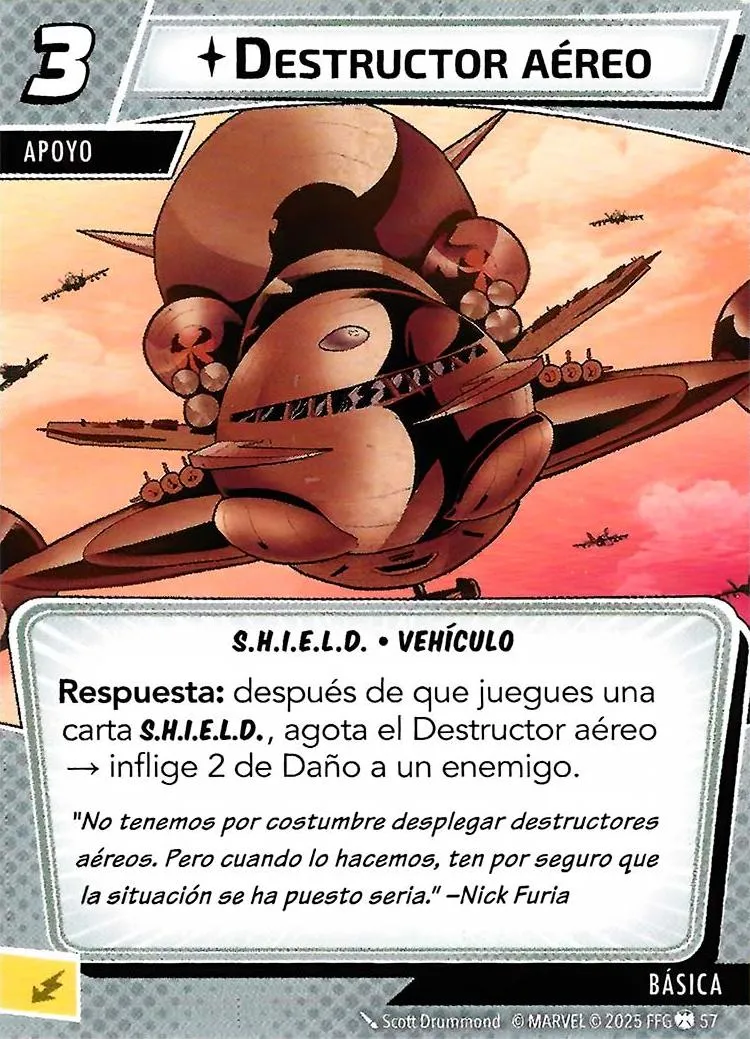 3
Destructor aéreo
APOYO
S.H.I.E.L.D. • VEHÍCULO
Respuesta: después de que juegues una
carta S.H.I.E.L.D., agota el Destructor aéreo
→ inflige 2 de Daño a un enemigo.
"No tenemos por costumbre desplegar destructores
aéreos. Pero cuando lo hacemos, ten por seguro que
la situación se ha puesto seria." –Nick Furia
BÁSICA
Scott Drummond © MARVEL © 2025 FFG 57